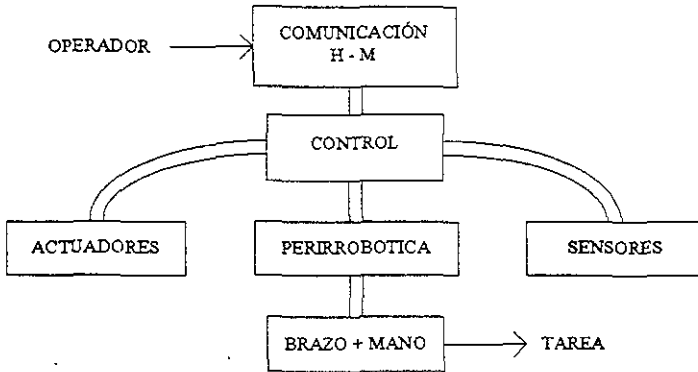 OPERADOR
COMUNICACIÓN
H - M
CONTROL
ACTUADORES
PERIRROBOTICA
SENSORES
BRAZO + MANO
TAREA